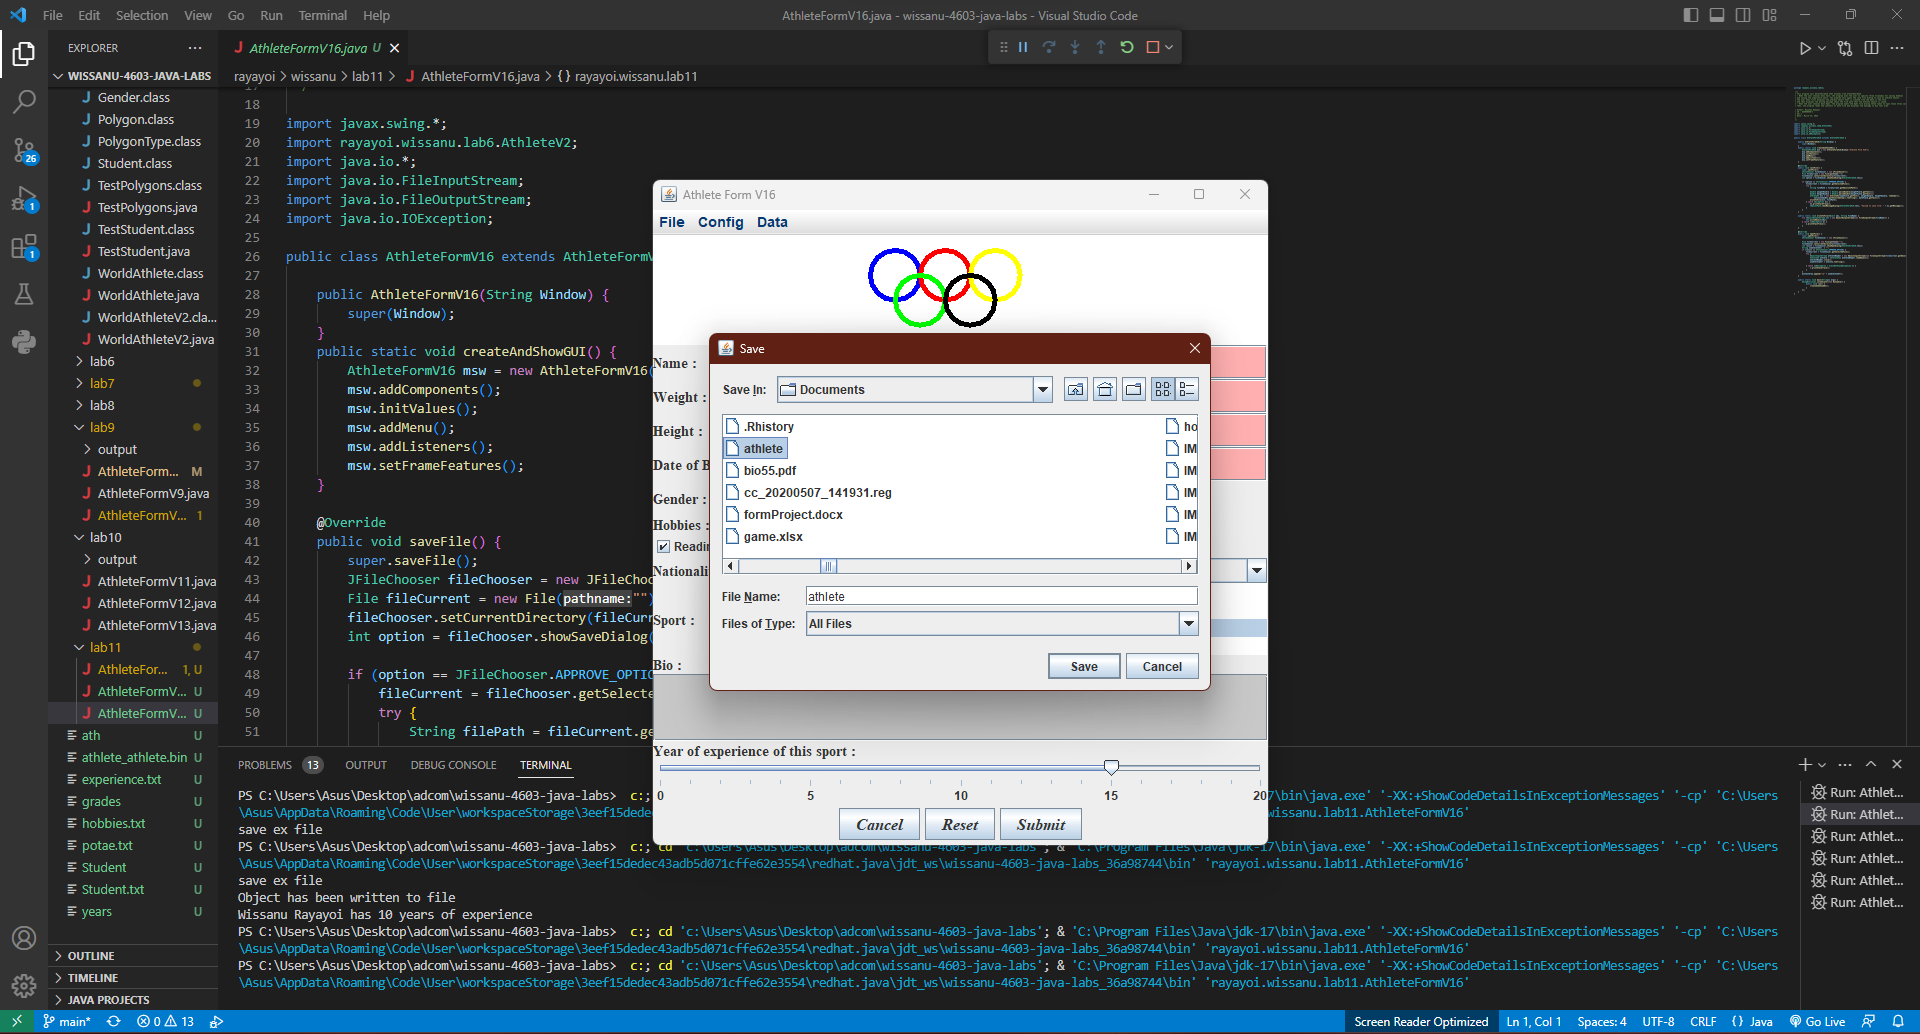 File Edit Selection View Go Run Terminal Help
AthleteFormV16.java - wissanu-4603-java-labs - Visual Studio Code
EXPLORER
WISSANU-4603-JAVA-LABS
Gender.class
Polygon.class
PolygonType.class
Student.class
TestPolygons.class
TestPolygons.java
TestStudent.class
TestStudent.java
WorldAthlete.class
WorldAthlete.java
WorldAthleteV2.cla...
WorldAthleteV2.java
lab6
lab7
lab8
lab9
output
AthleteForm... M
AthleteFormV9.java
AthleteFormV... 1
lab10
output
AthleteFormV11.java
AthleteFormV12.java
AthleteFormV13.java
lab11
AthleteFor... 1, U
AthleteFormV... U
AthleteFormV... U
ath U
athlete_athlete.bin U
experience.txt U
grades U
hobbies.txt U
potae.txt U
Student U
Student.txt U
years U
OUTLINE
TIMELINE
JAVA PROJECTS
26
1
1
AthleteFormV16.java U
rayayoi > wissanu > lab11 > AthleteFormV16.java > {} rayayoi.wissanu.lab11
18
19 import javax.swing.*;
20 import rayayoi.wissanu.lab6.AthleteV2;
21 import java.io.*;
22 import java.io.FileInputStream;
23 import java.io.FileOutputStream;
24 import java.io.IOException;
25
26 public class AthleteFormV16 extends AthleteFormV
27
28 public AthleteFormV16(String Window) {
29 super(Window);
30 }
31 public static void createAndShowGUI() {
32 AthleteFormV16 msw = new AthleteFormV16(
33 msw.addComponents();
34 msw.initValues();
35 msw.addMenu();
36 msw.addListeners();
37 msw.setFrameFeatures();
38 }
39
40 @Override
41 public void saveFile() {
42 super.saveFile();
43 JFileChooser fileChooser = new JFileChoo
44 File fileCurrent = new File(pathname:"")
45 fileChooser.setCurrentDirectory(fileCurr
46 int option = fileChooser.showSaveDialog(
47
48 if (option == JFileChooser.APPROVE_OPTIO
49 fileCurrent = fileChooser.getSelecte
50 try {
51 String filePath = fileCurrent.ge
Athlete Form V16
File Config Data
Name :
Weight :
Height :
Date of B
Gender :
Hobbies :
Readin
Nationali
Sport :
Bio :
Year of experience of this sport :
0 5 10 15 20
Cancel Reset Submit
Save
Save In: Documents
.Rhistory
athlete
bio55.pdf
cc_20200507_141931.reg
formProject.docx
game.xlsx
ho
IM
IM
IM
IM
IM
File Name: athlete
Files of Type: All Files
Save Cancel
PROBLEMS 13 OUTPUT DEBUG CONSOLE TERMINAL
PS C:\Users\Asus\Desktop\adcom\wissanu-4603-java-labs> c:; 7\bin\java.exe' '-XX:+ShowCodeDetailsInExceptionMessages' '-cp' 'C:\Users
\Asus\AppData\Roaming\Code\User\workspaceStorage\3eef15dedec wissanu.lab11.AthleteFormV16'
save ex file
PS C:\Users\Asus\Desktop\adcom\wissanu-4603-java-labs> c:; cd 'c:\Users\Asus\Desktop\adcom\wissanu-4603-java-labs'; & 'C:\Program Files\Java\jdk-17\bin\java.exe' '-XX:+ShowCodeDetailsInExceptionMessages' '-cp' 'C:\Users
\Asus\AppData\Roaming\Code\User\workspaceStorage\3eef15dedec43adb5d071cffe62e3554\redhat.java\jdt_ws\wissanu-4603-java-labs_36a98744\bin' 'rayayoi.wissanu.lab11.AthleteFormV16'
save ex file
Object has been written to file
Wissanu Rayayoi has 10 years of experience
PS C:\Users\Asus\Desktop\adcom\wissanu-4603-java-labs> c:; cd 'c:\Users\Asus\Desktop\adcom\wissanu-4603-java-labs'; & 'C:\Program Files\Java\jdk-17\bin\java.exe' '-XX:+ShowCodeDetailsInExceptionMessages' '-cp' 'C:\Users
\Asus\AppData\Roaming\Code\User\workspaceStorage\3eef15dedec43adb5d071cffe62e3554\redhat.java\jdt_ws\wissanu-4603-java-labs_36a98744\bin' 'rayayoi.wissanu.lab11.AthleteFormV16'
PS C:\Users\Asus\Desktop\adcom\wissanu-4603-java-labs> c:; cd 'c:\Users\Asus\Desktop\adcom\wissanu-4603-java-labs'; & 'C:\Program Files\Java\jdk-17\bin\java.exe' '-XX:+ShowCodeDetailsInExceptionMessages' '-cp' 'C:\Users
\Asus\AppData\Roaming\Code\User\workspaceStorage\3eef15dedec43adb5d071cffe62e3554\redhat.java\jdt_ws\wissanu-4603-java-labs_36a98744\bin' 'rayayoi.wissanu.lab11.AthleteFormV16'
Run: Athlet...
Run: Athlet...
Run: Athlet...
Run: Athlet...
Run: Athlet...
Run: Athlet...
main* 0 13 Screen Reader Optimized Ln 1, Col 1 Spaces: 4 UTF-8 CRLF {} Java Go Live